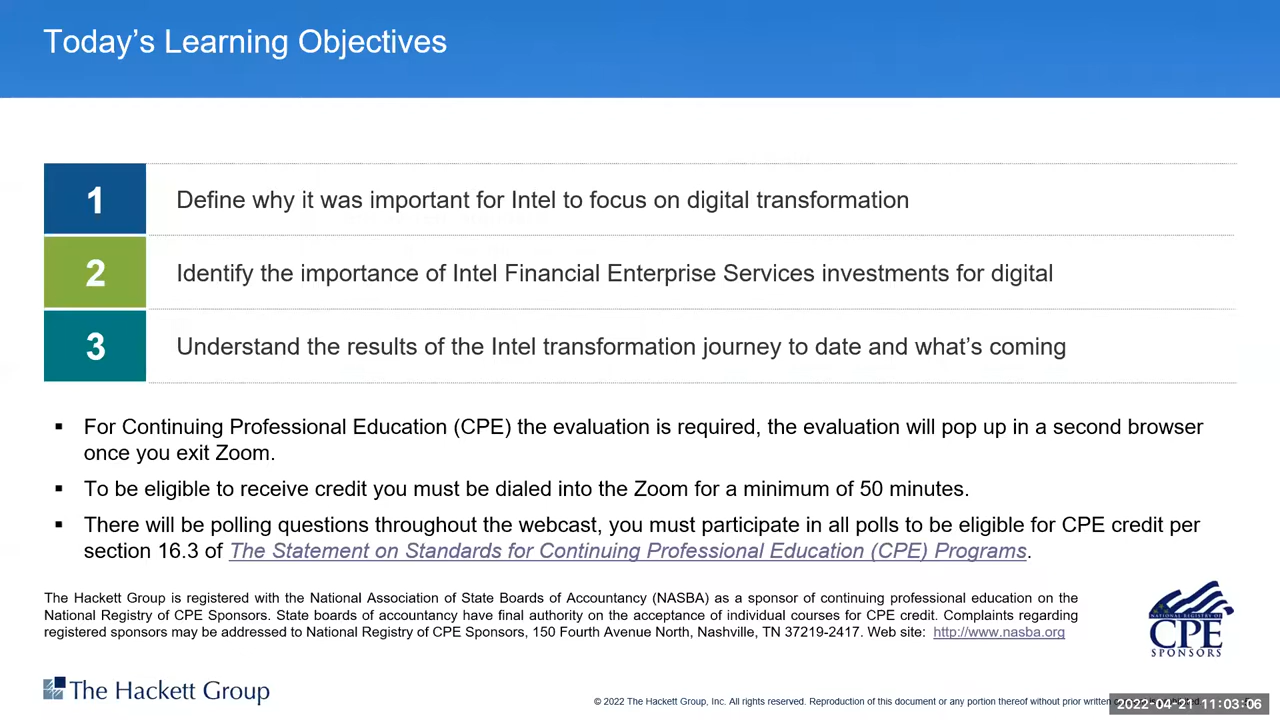 Today’s Learning Objectives
1
Define why it was important for Intel to focus on digital transformation
2
Identify the importance of Intel Financial Enterprise Services investments for digital
3
Understand the results of the Intel transformation journey to date and what’s coming
▪ For Continuing Professional Education (CPE) the evaluation is required, the evaluation will pop up in a second browser
once you exit Zoom.
▪ To be eligible to receive credit you must be dialed into the Zoom for a minimum of 50 minutes.
▪ There will be polling questions throughout the webcast, you must participate in all polls to be eligible for CPE credit per
section 16.3 of The Statement on Standards for Continuing Professional Education (CPE) Programs.
The Hackett Group is registered with the National Association of State Boards of Accountancy (NASBA) as a sponsor of continuing professional education on the
National Registry of CPE Sponsors. State boards of accountancy have final authority on the acceptance of individual courses for CPE credit. Complaints regarding
registered sponsors may be addressed to National Registry of CPE Sponsors, 150 Fourth Avenue North, Nashville, TN 37219-2417. Web site: http://www.nasba.org
NATIONAL REGISTRY OF
CPE
SPONSORS
The Hackett Group
© 2022 The Hackett Group, Inc. All rights reserved. Reproduction of this document or any portion thereof without prior written
2022-04-21 11:03:06